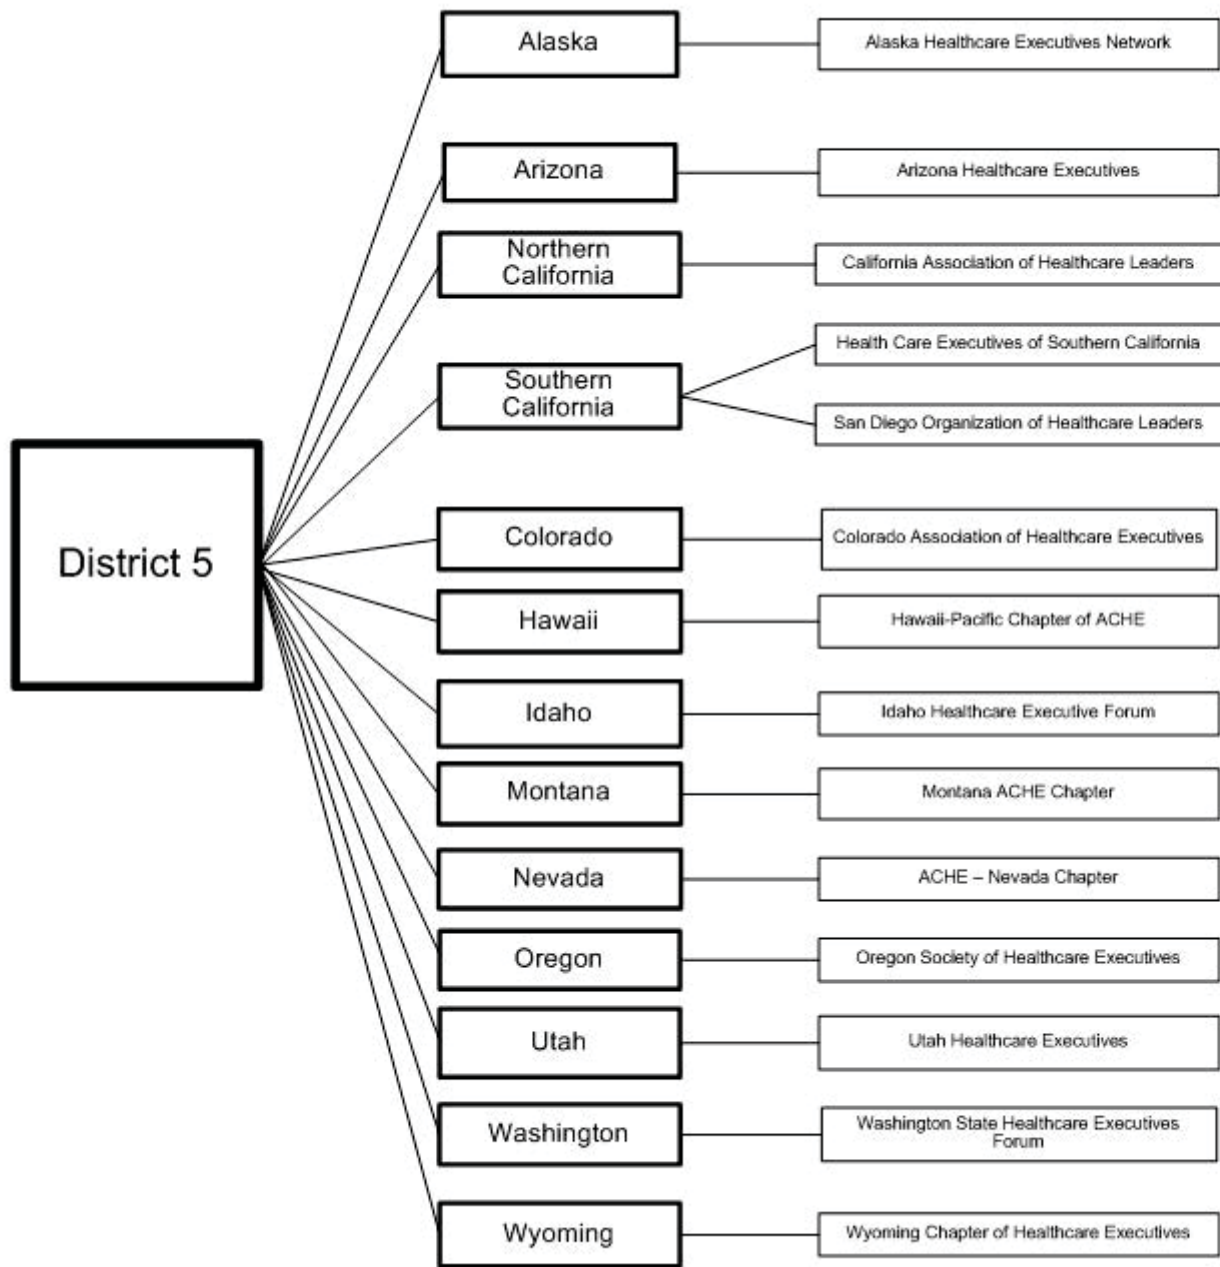 Alaska
Alaska Healthcare Executives Network
Arizona
Arizona Healthcare Executives
Northern
California
California Association of Healthcare Leaders
Southern
California
Health Care Executives of Southern California
San Diego Organization of Healthcare Leaders
District 5
Colorado
Colorado Association of Healthcare Executives
Hawaii
Hawaii-Pacific Chapter of ACHE
Idaho
Idaho Healthcare Executive Forum
Montana
Montana ACHE Chapter
Nevada
ACHE – Nevada Chapter
Oregon
Oregon Society of Healthcare Executives
Utah
Utah Healthcare Executives
Washington
Washington State Healthcare Executives
Forum
Wyoming
Wyoming Chapter of Healthcare Executives